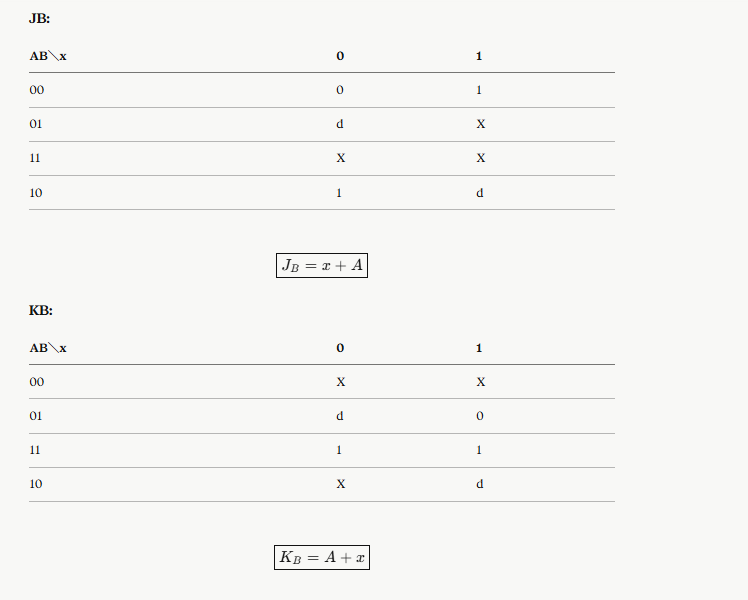 JB:
AB\x 0 1
00 0 1
01 d X
11 X X
10 1 d
J_B = x + A
KB:
AB\x 0 1
00 X X
01 d 0
11 1 1
10 X d
K_B = A + x